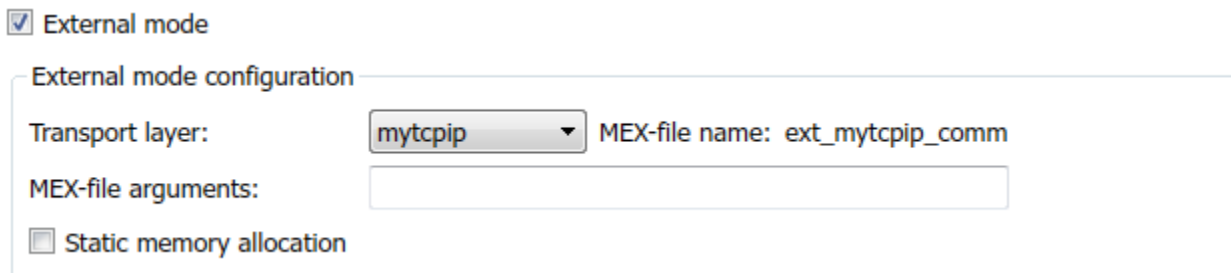 External mode
External mode configuration
Transport layer: mytcpip MEX-file name: ext_mytcpip_comm
MEX-file arguments:
Static memory allocation